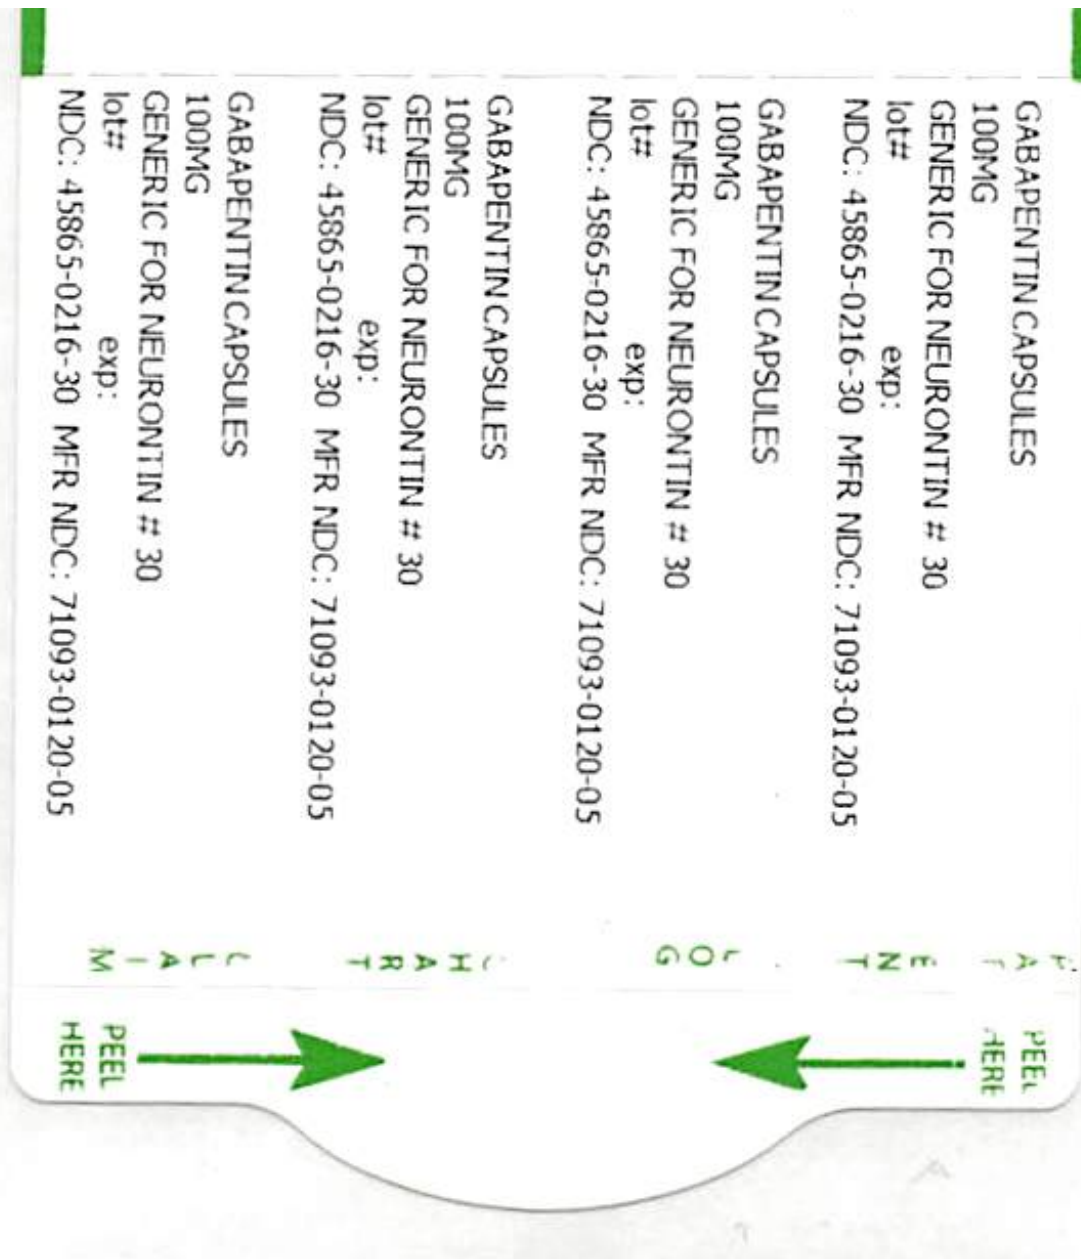 GABAPENTIN CAPSULES
100MG
GENERIC FOR NEURONTIN # 30
lot# exp:
NDC: 45865-0216-30 MFR NDC: 71093-0120-05
GABAPENTIN CAPSULES
100MG
GENERIC FOR NEURONTIN # 30
lot# exp:
NDC: 45865-0216-30 MFR NDC: 71093-0120-05
GABAPENTIN CAPSULES
100MG
GENERIC FOR NEURONTIN # 30
lot# exp:
NDC: 45865-0216-30 MFR NDC: 71093-0120-05
GABAPENTIN CAPSULES
100MG
GENERIC FOR NEURONTIN # 30
lot# exp:
NDC: 45865-0216-30 MFR NDC: 71093-0120-05
PATIENT
LOG
CHART
CLAIM
PEEL
HERE
PEEL
HERE